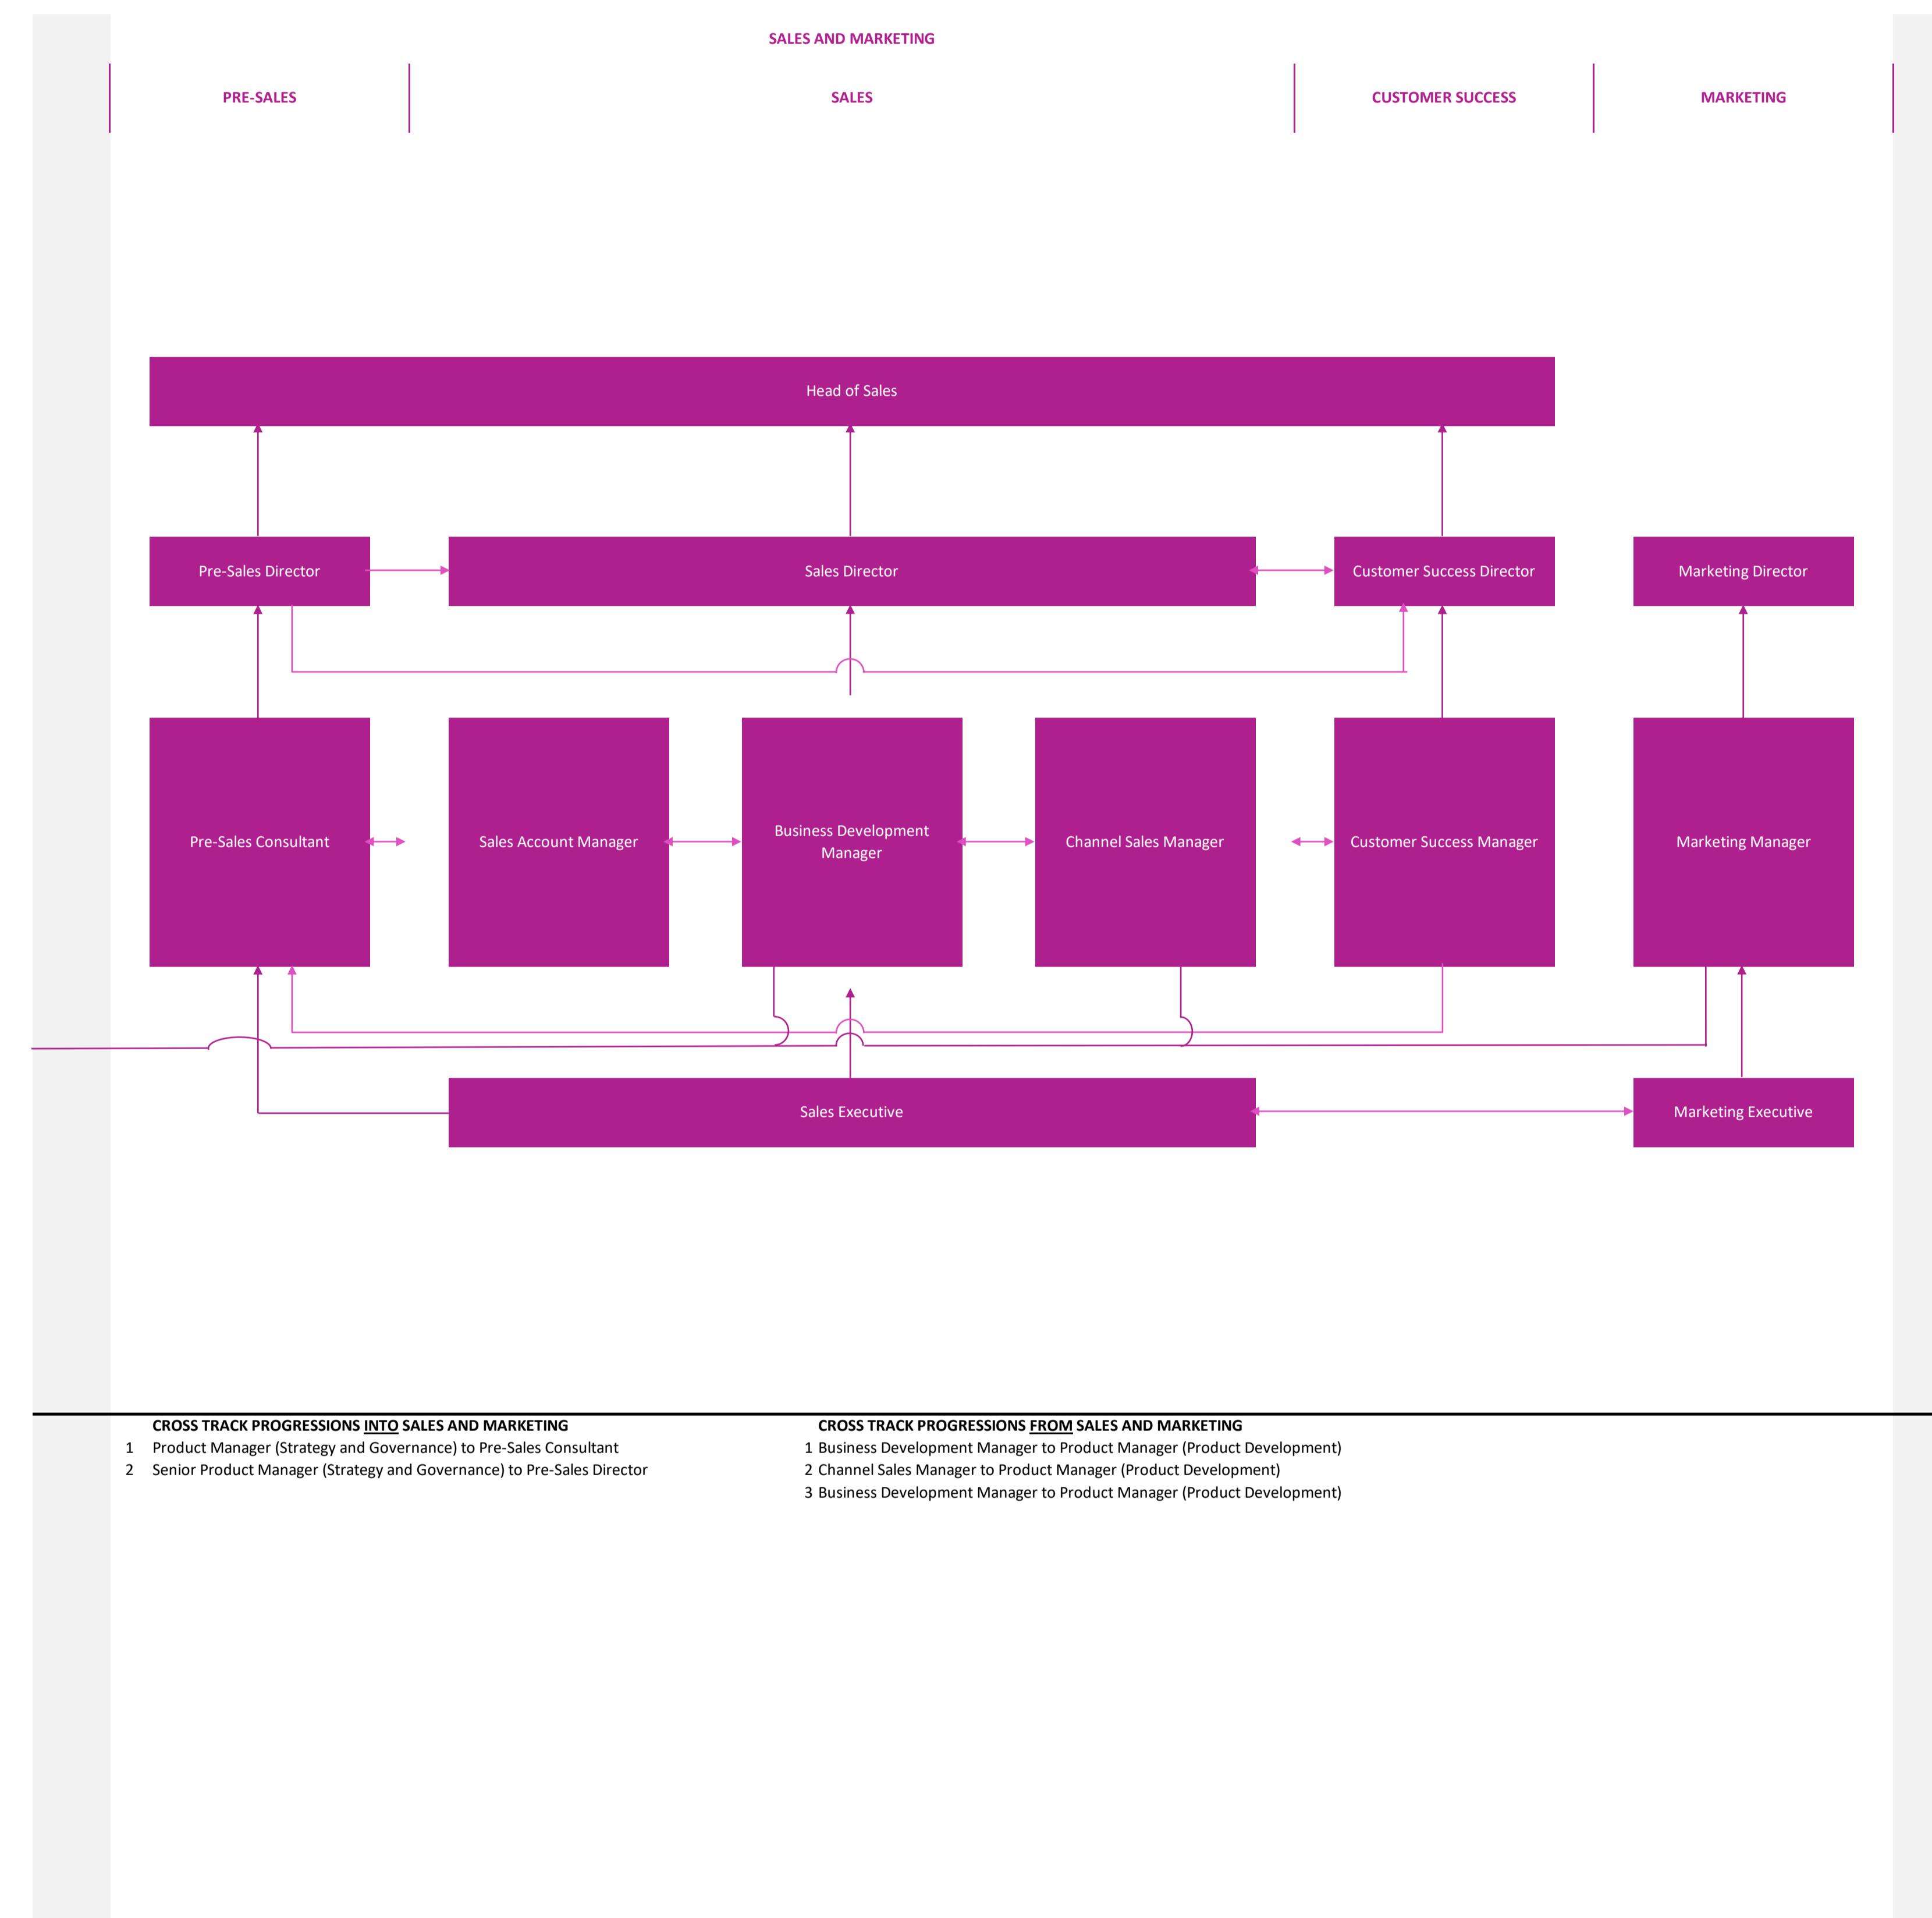 SALES AND MARKETING
PRE-SALES
SALES
CUSTOMER SUCCESS
MARKETING
Head of Sales
Pre-Sales Director
Sales Director
Customer Success Director
Marketing Director
Pre-Sales Consultant
Sales Account Manager
Business Development
Manager
Channel Sales Manager
Customer Success Manager
Marketing Manager
Sales Executive
Marketing Executive
CROSS TRACK PROGRESSIONS INTO SALES AND MARKETING
1 Product Manager (Strategy and Governance) to Pre-Sales Consultant
2 Senior Product Manager (Strategy and Governance) to Pre-Sales Director
CROSS TRACK PROGRESSIONS FROM SALES AND MARKETING
1 Business Development Manager to Product Manager (Product Development)
2 Channel Sales Manager to Product Manager (Product Development)
3 Business Development Manager to Product Manager (Product Development)